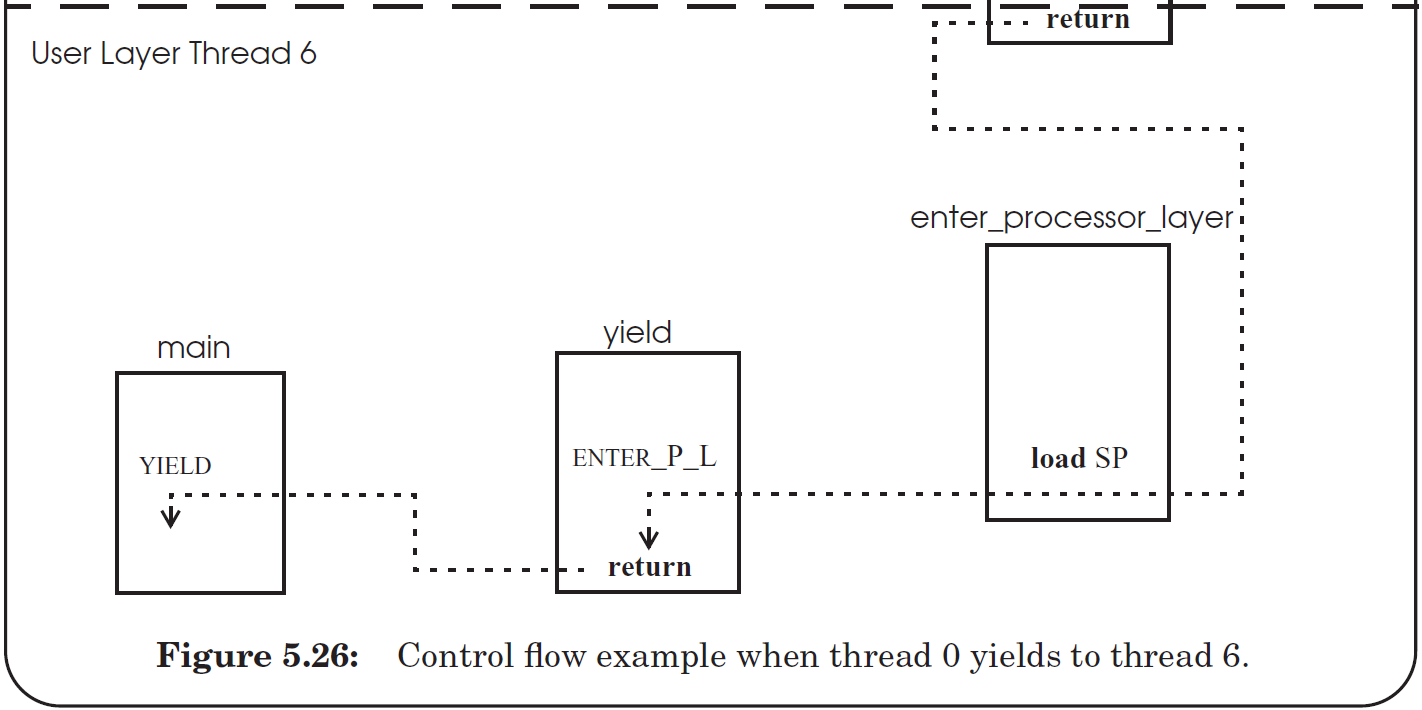 return
User Layer Thread 6
enter_processor_layer
yield
main
ENTER_P_L
load SP
YIELD
return
Figure 5.26: Control flow example when thread 0 yields to thread 6.